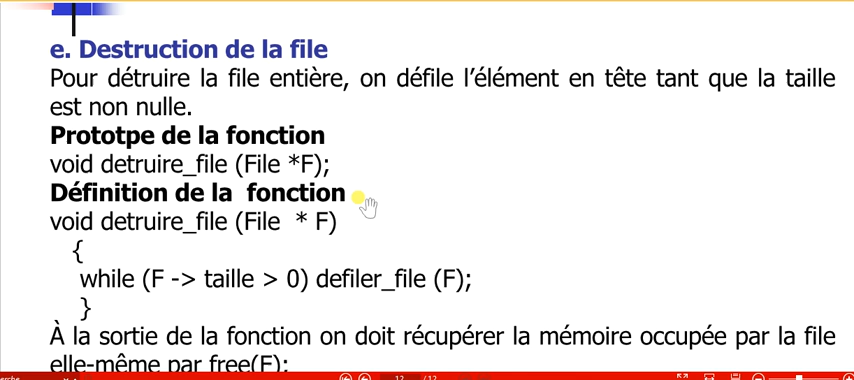 e. Destruction de la file
Pour détruire la file entière, on défile l'élément en tête tant que la taille
est non nulle.
Prototpe de la fonction
void detruire_file (File *F);
Définition de la  fonction
void detruire_file (File  * F)
{
while (F -> taille > 0) defiler_file (F);
}
À la sortie de la fonction on doit récupérer la mémoire occupée par la file
elle-même par free(F);
12 / 12